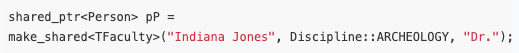 shared_ptr<Person> pP =
make_shared<TFaculty>("Indiana Jones", Discipline::ARCHEOLOGY, "Dr.");